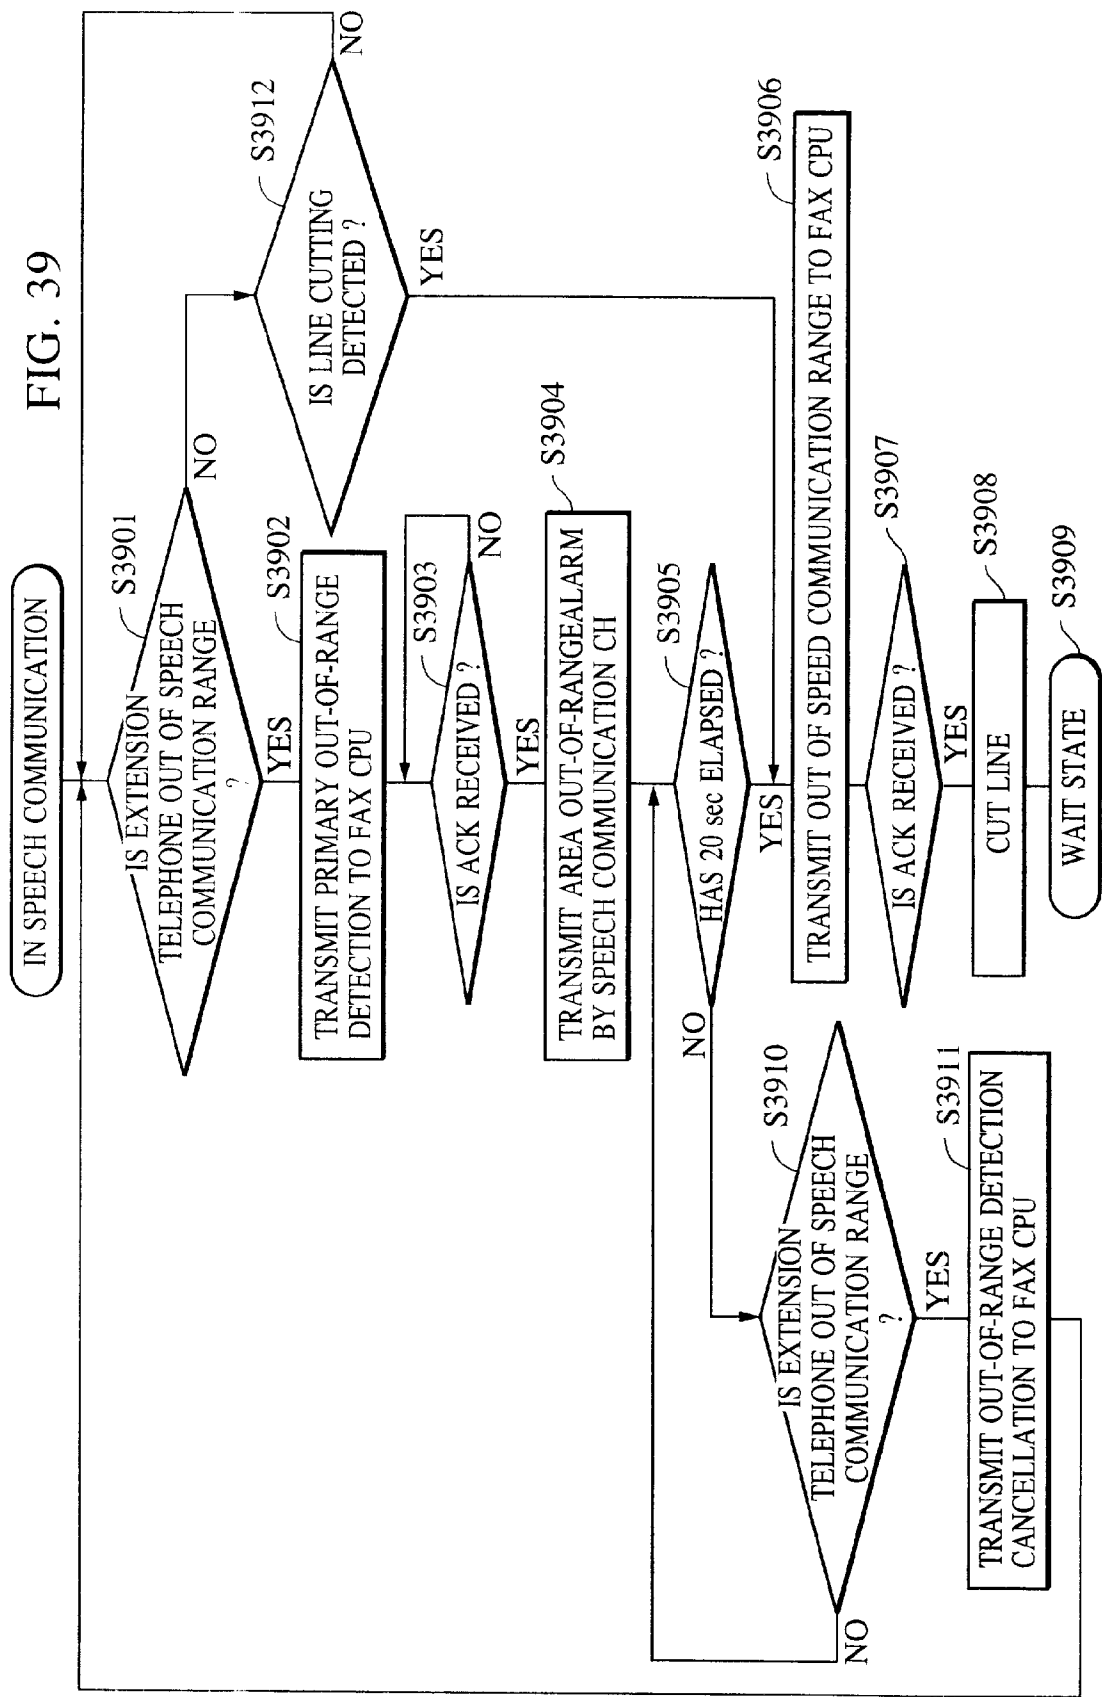 FIG. 39
IN SPEECH COMMUNICATION
S3901
IS EXTENSION
TELEPHONE OUT OF SPEECH
COMMUNICATION RANGE
?
NO
YES
S3912
IS LINE CUTTING
DETECTED ?
NO
YES
S3902
TRANSMIT PRIMARY OUT-OF-RANGE
DETECTION TO FAX CPU
S3903
IS ACK RECEIVED ?
NO
YES
S3904
TRANSMIT AREA OUT-OF-RANGEALARM
BY SPEECH COMMUNICATION CH
S3905
HAS 20 sec ELAPSED ?
NO
YES
S3906
TRANSMIT OUT OF SPEED COMMUNICATION RANGE TO FAX CPU
S3907
IS ACK RECEIVED ?
YES
S3908
CUT LINE
S3909
WAIT STATE
S3910
IS EXTENSION
TELEPHONE OUT OF SPEECH
COMMUNICATION RANGE
?
NO
YES
S3911
TRANSMIT OUT-OF-RANGE DETECTION
CANCELLATION TO FAX CPU